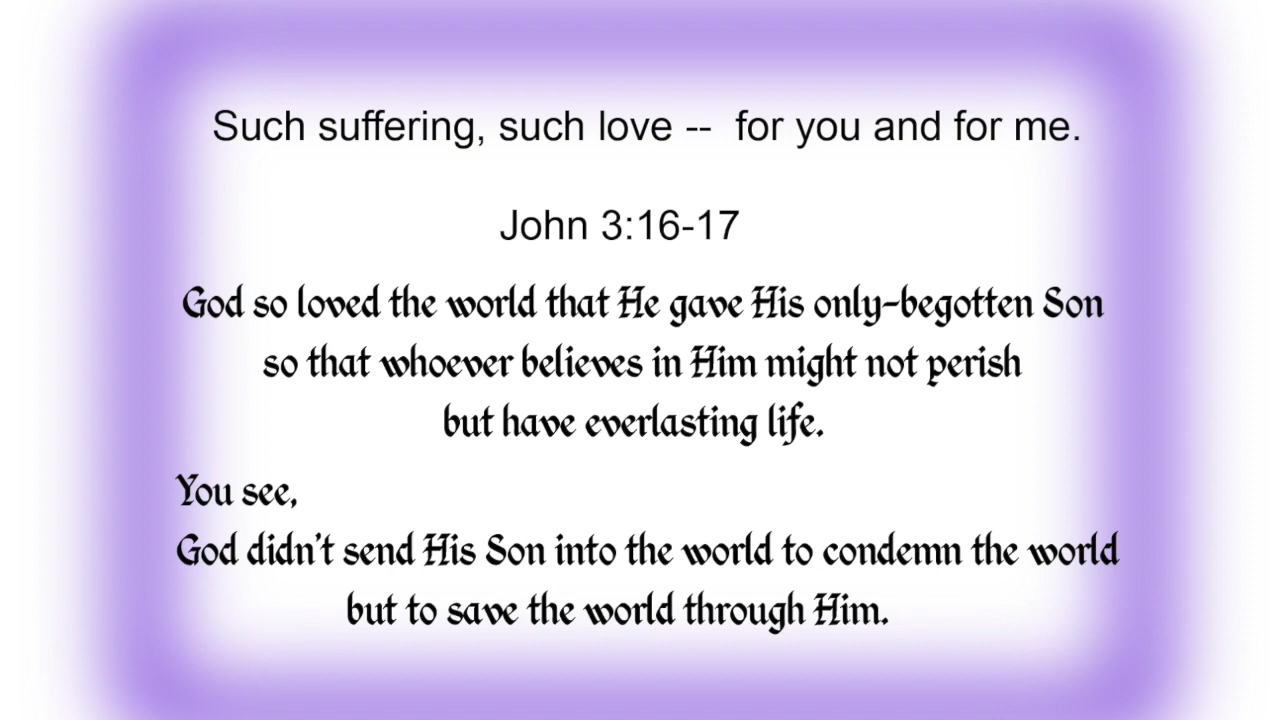 Such suffering, such love --  for you and for me.
John 3:16-17
God so loved the world that He gave His only-begotten Son
so that whoever believes in Him might not perish
but have everlasting life.
You see,
God didn't send His Son into the world to condemn the world
but to save the world through Him.